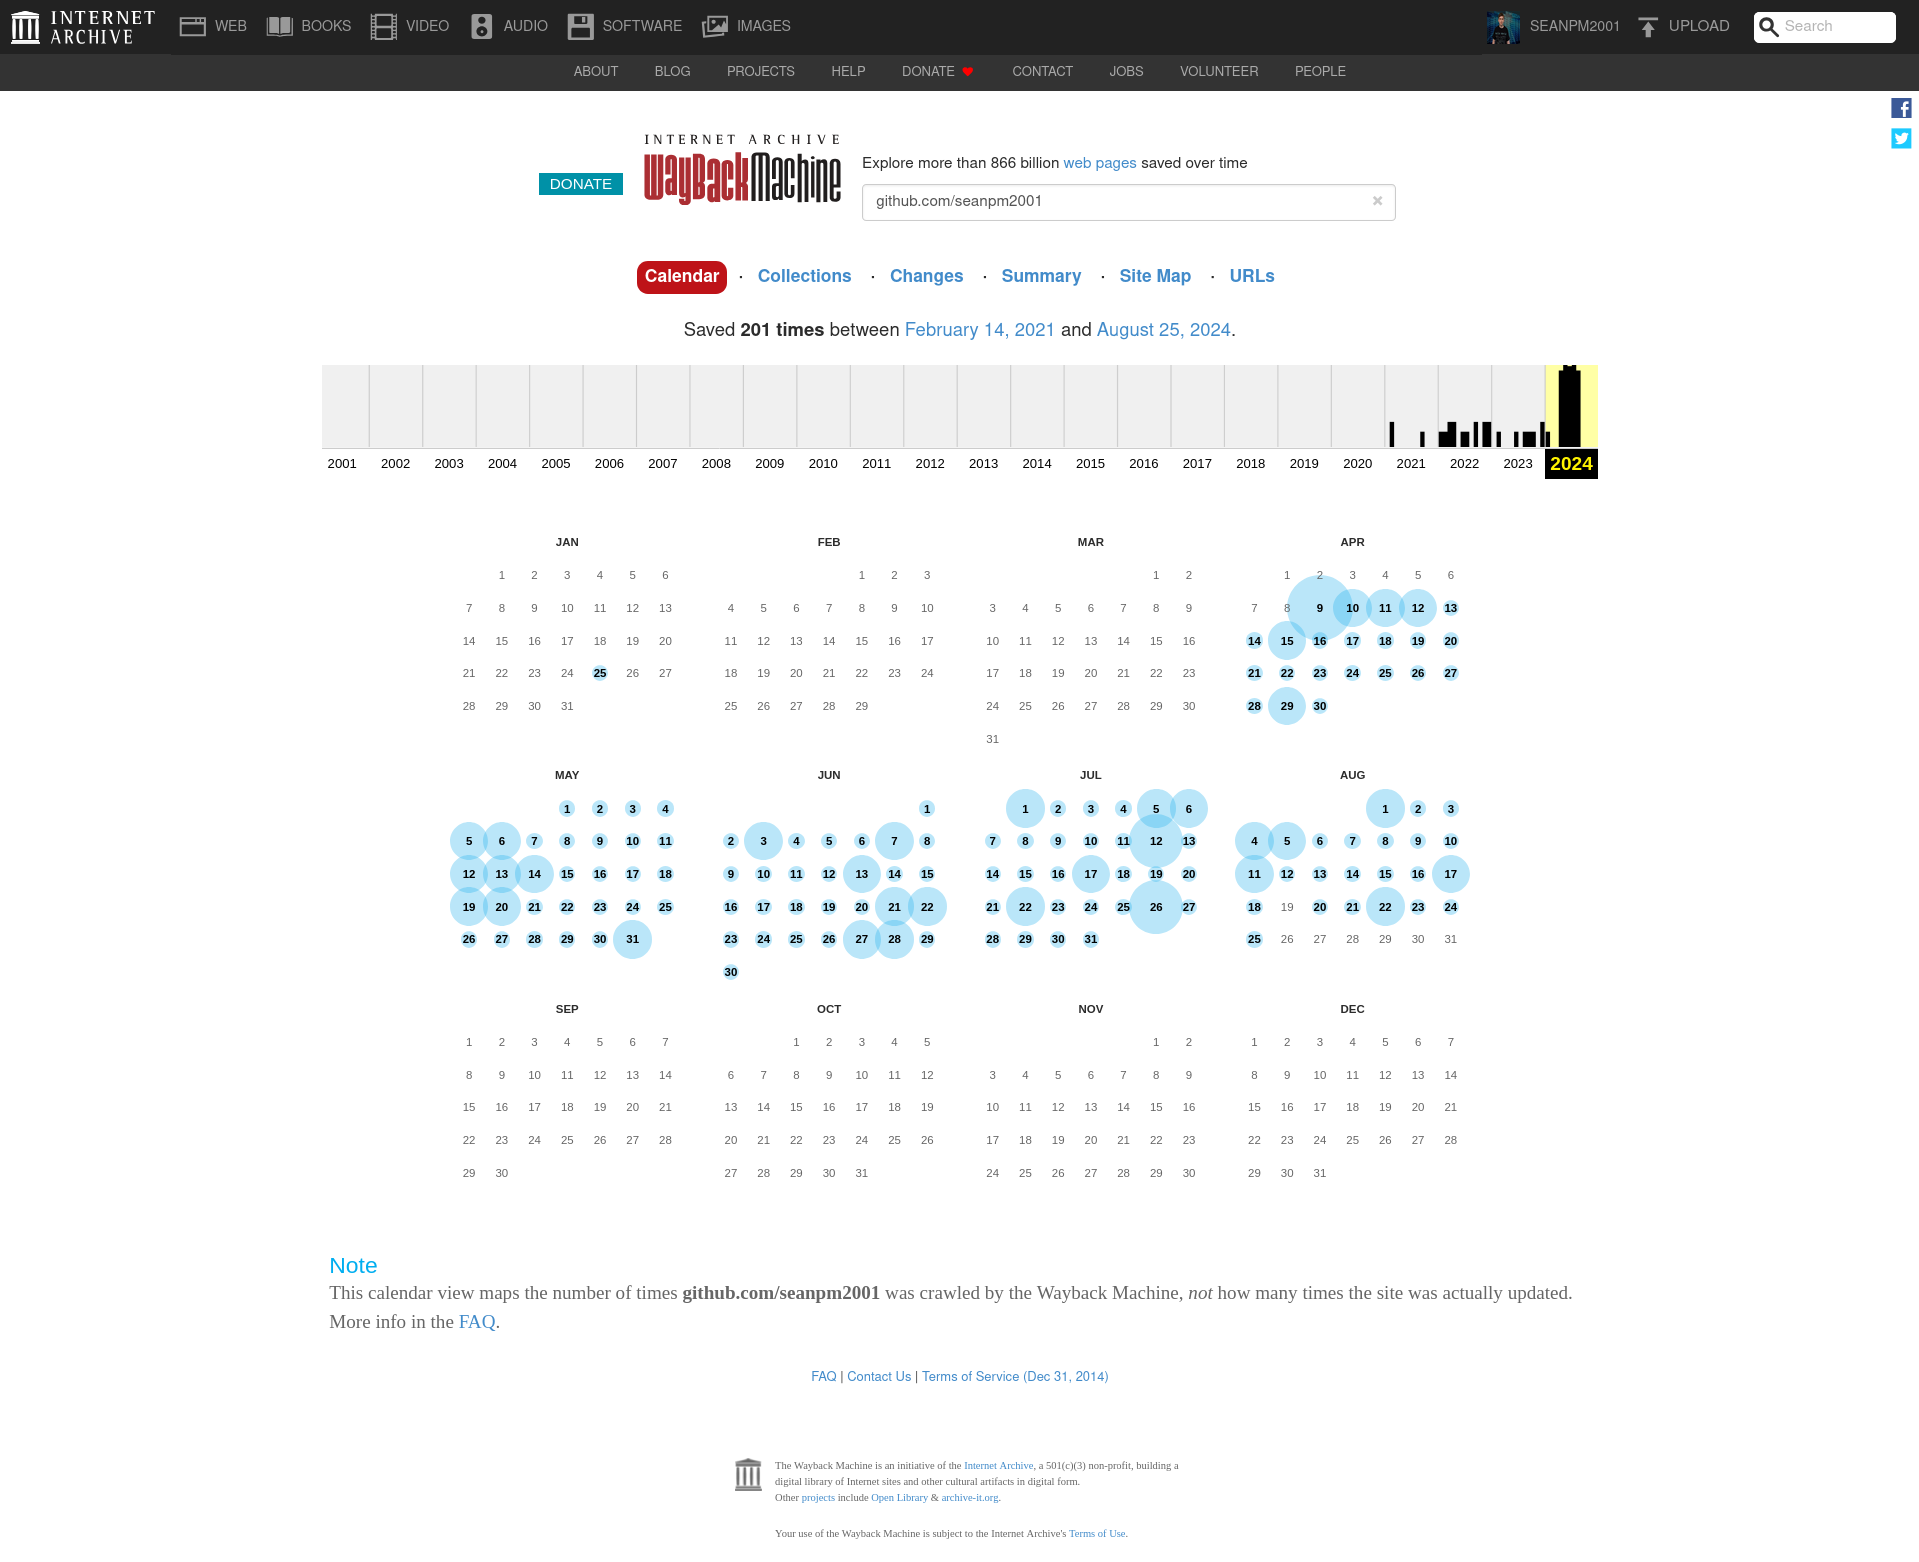 INTERNET ARCHIVE
WEB BOOKS VIDEO AUDIO SOFTWARE IMAGES SEANPM2001 UPLOAD Search
ABOUT BLOG PROJECTS HELP DONATE CONTACT JOBS VOLUNTEER PEOPLE
INTERNET ARCHIVE
WayBackMachine
DONATE
Explore more than 866 billion web pages saved over time
github.com/seanpm2001 ×
Calendar · Collections · Changes · Summary · Site Map · URLs
Saved 201 times between February 14, 2021 and August 25, 2024.
2001 2002 2003 2004 2005 2006 2007 2008 2009 2010 2011 2012 2013 2014 2015 2016 2017 2018 2019 2020 2021 2022 2023 2024
JAN FEB MAR APR
1 2 3 4 5 6 1 2 3 1 2 1 2 3 4 5 6
7 8 9 10 11 12 13 4 5 6 7 8 9 10 3 4 5 6 7 8 9 7 8 9 10 11 12 13
14 15 16 17 18 19 20 11 12 13 14 15 16 17 10 11 12 13 14 15 16 14 15 16 17 18 19 20
21 22 23 24 25 26 27 18 19 20 21 22 23 24 17 18 19 20 21 22 23 21 22 23 24 25 26 27
28 29 30 31 25 26 27 28 29 24 25 26 27 28 29 30 28 29 30
31
MAY JUN JUL AUG
1 2 3 4 1 1 2 3 4 5 6 1 2 3
5 6 7 8 9 10 11 2 3 4 5 6 7 8 7 8 9 10 11 12 13 4 5 6 7 8 9 10
12 13 14 15 16 17 18 9 10 11 12 13 14 15 14 15 16 17 18 19 20 11 12 13 14 15 16 17
19 20 21 22 23 24 25 16 17 18 19 20 21 22 21 22 23 24 25 26 27 18 19 20 21 22 23 24
26 27 28 29 30 31 23 24 25 26 27 28 29 28 29 30 31 25 26 27 28 29 30 31
30
SEP OCT NOV DEC
1 2 3 4 5 6 7 1 2 3 4 5 1 2 1 2 3 4 5 6 7
8 9 10 11 12 13 14 6 7 8 9 10 11 12 3 4 5 6 7 8 9 8 9 10 11 12 13 14
15 16 17 18 19 20 21 13 14 15 16 17 18 19 10 11 12 13 14 15 16 15 16 17 18 19 20 21
22 23 24 25 26 27 28 20 21 22 23 24 25 26 17 18 19 20 21 22 23 22 23 24 25 26 27 28
29 30 27 28 29 30 31 24 25 26 27 28 29 30 29 30 31
Note
This calendar view maps the number of times github.com/seanpm2001 was crawled by the Wayback Machine, not how many times the site was actually updated.
More info in the FAQ.
FAQ | Contact Us | Terms of Service (Dec 31, 2014)
The Wayback Machine is an initiative of the Internet Archive, a 501(c)(3) non-profit, building a
digital library of Internet sites and other cultural artifacts in digital form.
Other projects include Open Library & archive-it.org.
Your use of the Wayback Machine is subject to the Internet Archive's Terms of Use.